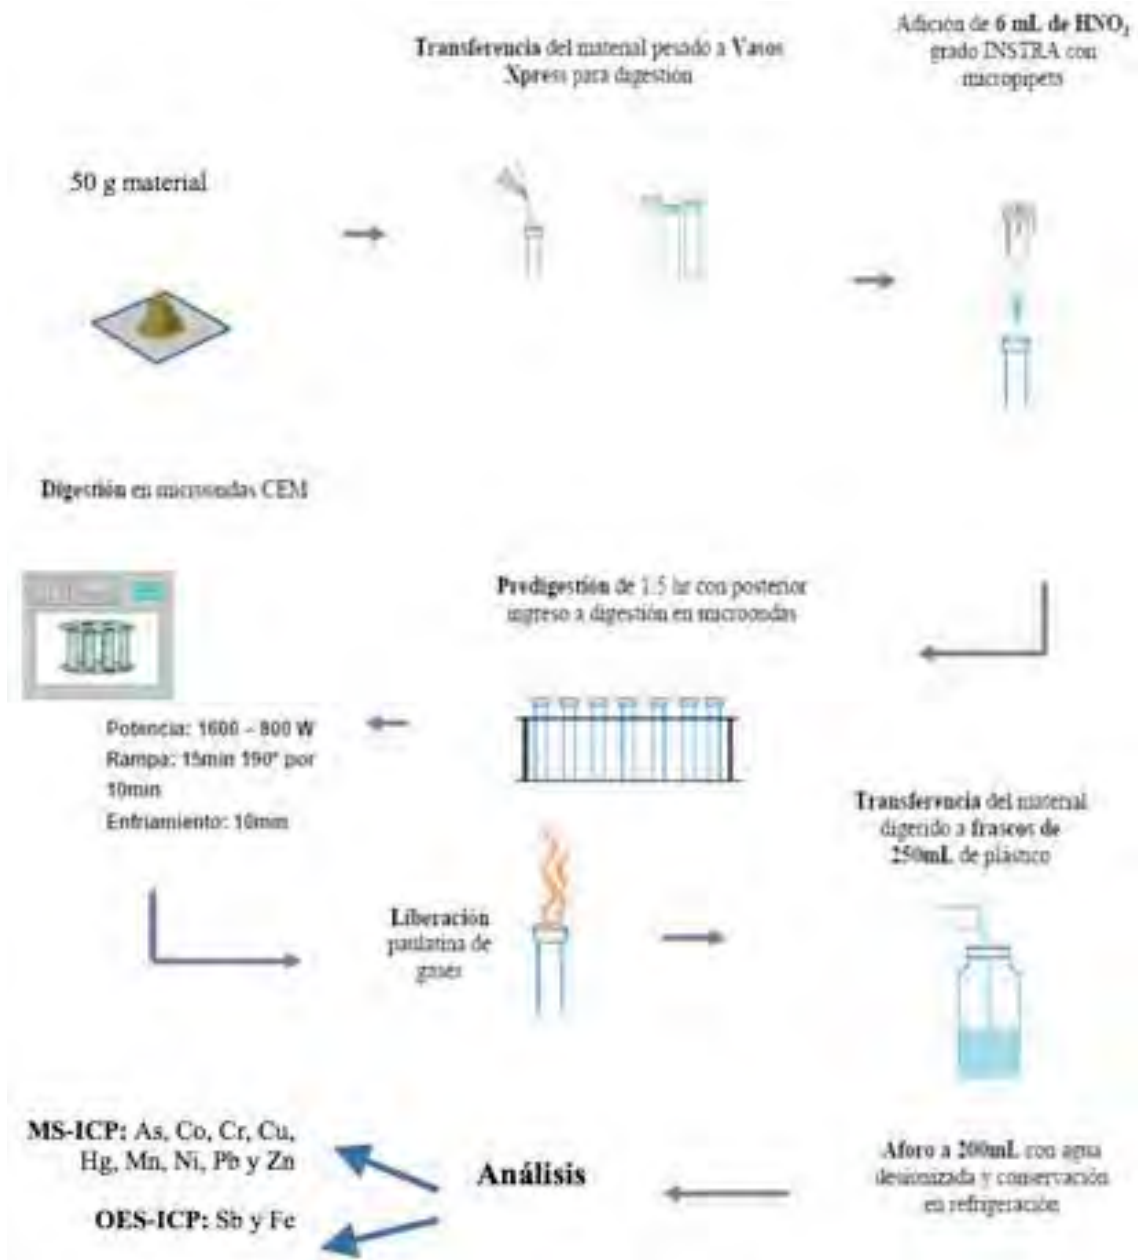 50 g material
Transferencia del material pesado a Vasos
Xpress para digestión
Adición de 6 mL de HNO₃
grado INSTRA con
micropipeta
Predigestión de 1.5 hr con posterior
ingreso a digestión en microondas
Digestión en microondas CEM
Potencia: 1600 – 800 W
Rampa: 15min 190° por
10min
Enfriamiento: 10min
Liberación
paulatina de
gases
Transferencia del material
digerido a frascos de
250mL de plástico
Aforo a 200mL con agua
desionizada y conservación
en refrigeración
Análisis
MS-ICP: As, Co, Cr, Cu,
Hg, Mn, Ni, Pb y Zn
OES-ICP: Sb y Fe